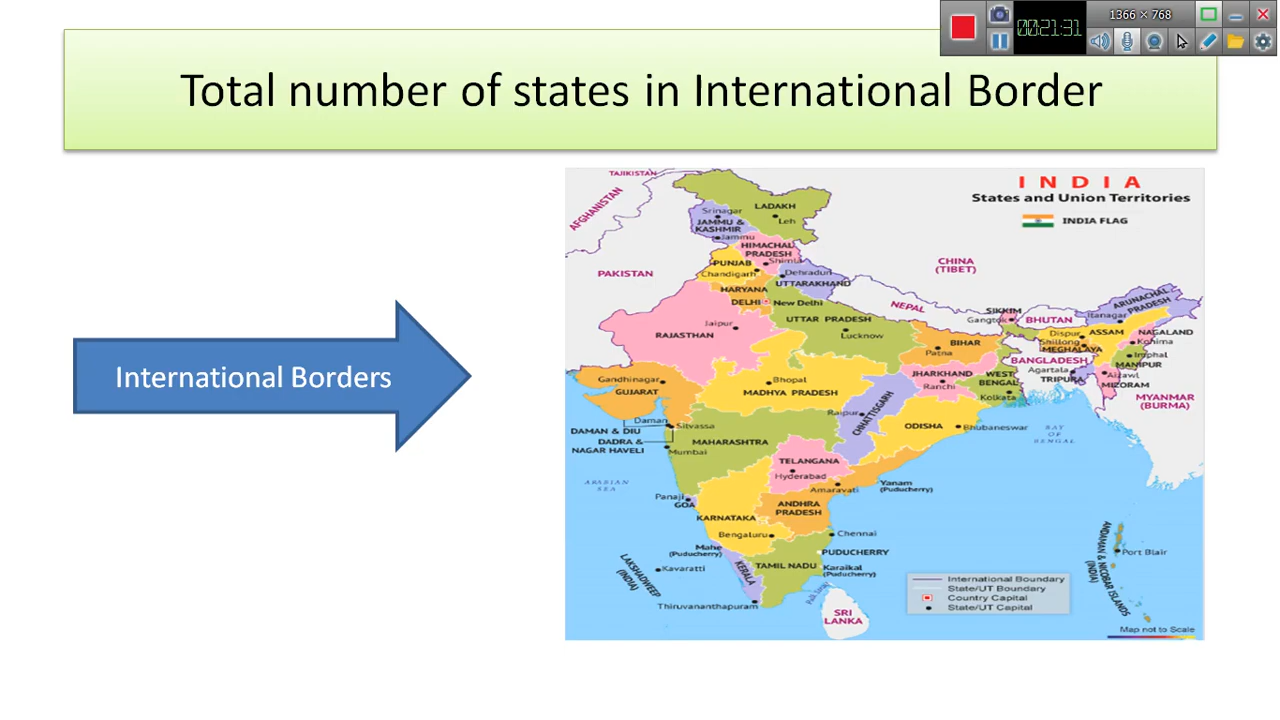 00:21:31
1366 × 768
Total number of states in International Border
International Borders
INDIA
States and Union Territories
INDIA FLAG
TAJIKISTAN
AFGHANISTAN
PAKISTAN
CHINA
(TIBET)
NEPAL
BHUTAN
BANGLADESH
MYANMAR
(BURMA)
SRI
LANKA
LADAKH
Leh
Srinagar
JAMMU &
KASHMIR
Jammu
HIMACHAL
PRADESH
Shimla
PUNJAB
Chandigarh
Dehradun
UTTARAKHAND
HARYANA
DELHI
New Delhi
UTTAR PRADESH
Lucknow
Jaipur
RAJASTHAN
SIKKIM
Gangtok
ARUNACHAL
PRADESH
Itanagar
Dispur
ASSAM
Shillong
MEGHALAYA
NAGALAND
Kohima
Imphal
MANIPUR
Agartala
TRIPURA
Aizawl
MIZORAM
BIHAR
Patna
JHARKHAND
Ranchi
WEST
BENGAL
Kolkata
Gandhinagar
GUJARAT
Bhopal
MADHYA PRADESH
Raipur
CHHATTISGARH
ODISHA
Bhubaneswar
BAY
OF
BENGAL
Daman
Silvassa
DAMAN & DIU
DADRA &
NAGAR HAVELI
MAHARASHTRA
Mumbai
ARABIAN
SEA
TELANGANA
Hyderabad
Amaravati
Yanam
(Puducherry)
Panaji
GOA
ANDHRA
PRADESH
KARNATAKA
Bengaluru
Chennai
Mahe
(Puducherry)
PUDUCHERRY
KERALA
TAMIL NADU
Karaikal
(Puducherry)
LAKSHADWEEP
(INDIA)
Kavaratti
Thiruvananthapuram
ANDAMAN & NICOBAR ISLANDS
(INDIA)
Port Blair
International Boundary
State/UT Boundary
Country Capital
State/UT Capital
Map not to Scale